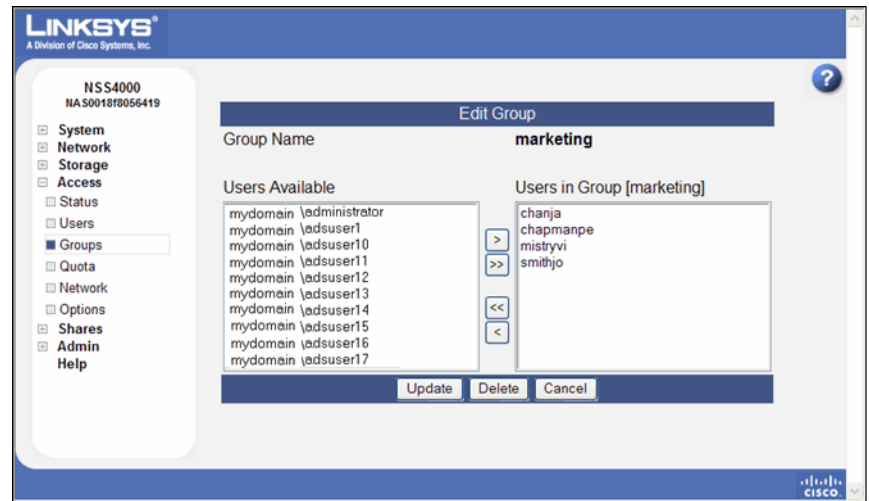 LINKSYS®
A Division of Cisco Systems, Inc.
NSS4000
NAS0018f8056419
System
Network
Storage
Access
Status
Users
Groups
Quota
Network
Options
Shares
Admin
Help
?
Edit Group
Group Name marketing
Users Available Users in Group [marketing]
mydomain \administrator
mydomain \adsuser1
mydomain \adsuser10
mydomain \adsuser11
mydomain \adsuser12
mydomain \adsuser13
mydomain \adsuser14
mydomain \adsuser15
mydomain \adsuser16
mydomain \adsuser17
>
>>
<<
<
chanja
chapmanpe
mistryvi
smithjo
Update Delete Cancel
CISCO.